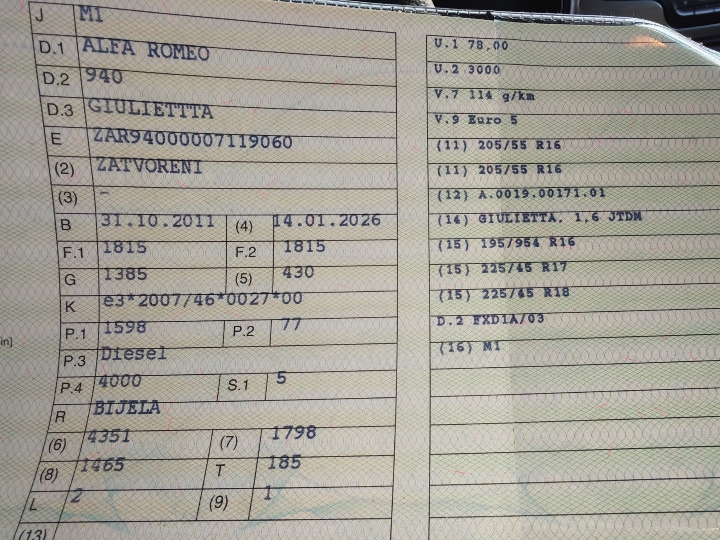 J M1
D.1 ALFA ROMEO
D.2 940
D.3 GIULIETTTA
E ZAR94000007119060
(2) ZATVORENI
(3) -
B 31.10.2011 (4) 14.01.2026
F.1 1815 F.2 1815
G 1385 (5) 430
K e3*2007/46*0027*00
P.1 1598 P.2 77
P.3 Diesel
P.4 4000 S.1 5
R BIJELA
(6) 4351 (7) 1798
(8) 1465 T 185
L 2 (9) 1
(13)
U.1 78,00
U.2 3000
V.7 114 g/km
V.9 Euro 5
(11) 205/55 R16
(11) 205/55 R16
(12) A.0019.00171.01
(14) GIULIETTA, 1,6 JTDM
(15) 195/954 R16
(15) 225/45 R17
(15) 225/45 R18
D.2 FXD1A/03
(16) M1